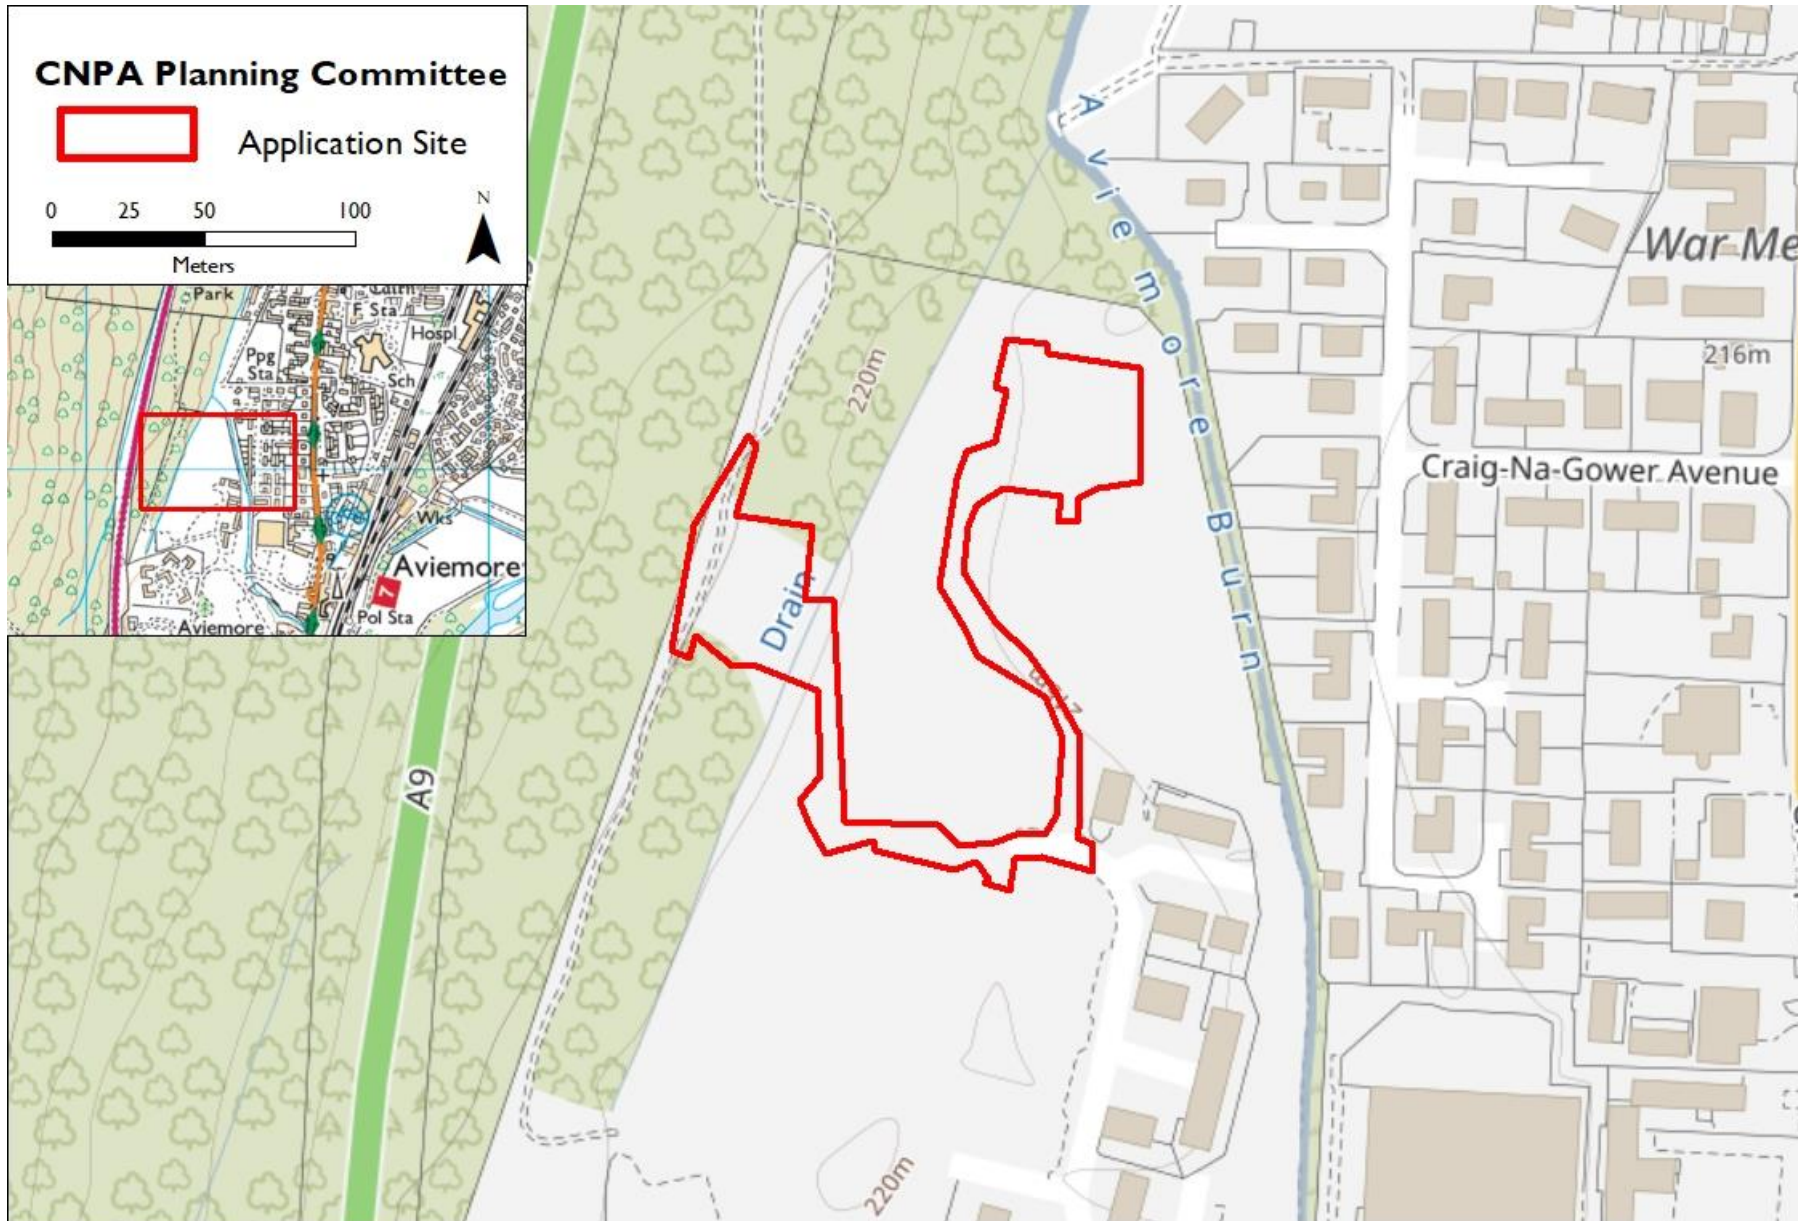 CNPA Planning Committee
Application Site
0 25 50 100
Meters
N
Park
F Sta
Hospl
Ppg
Sta
Sch
Wks
Aviemore
7
Pol Sta
Aviemore
A9
220m
Drain
Aviemore Burn
War Me
216m
Craig-Na-Gower Avenue
220m